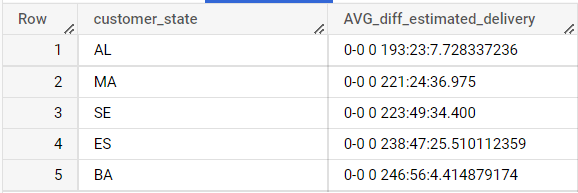 Row customer_state AVG_diff_estimated_delivery
1 AL 0-0 0 193:23:7.728337236
2 MA 0-0 0 221:24:36.975
3 SE 0-0 0 223:49:34.400
4 ES 0-0 0 238:47:25.510112359
5 BA 0-0 0 246:56:4.414879174